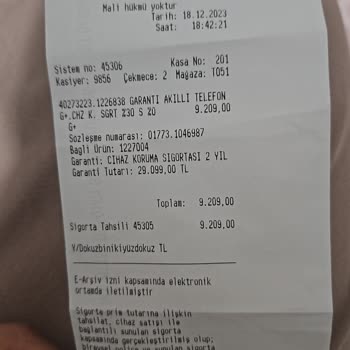 Mali hükmü yoktur
Tarih: 18.12.2023
Saat: 18:42:21
Sistem no: 45306 Kasa No: 201
Kasiyer: 9856 Çekmece: 2 Mağaza: T051
40273223.1226838 GARANTI AKILLI TELEFON
G+.CHZ K. SGRT %30 S 20 9.209,00
G+
Sözleşme numarası: 01773.1046987
Bağlı Ürün: 1227004
Garanti: CIHAZ KORUMA SIGORTASI 2 YIL
Garanti Tutarı: 29.099,00 TL
Toplam: 9.209,00
Sigorta Tahsili 45305 9.209,00
Y/Dokuzbinikiyüzdokuz TL
E-Arşiv izni kapsamında elektronik
ortamda iletilmiştir
Sigorta prim tutarına ilişkin
tahsilat, cihaz satışı ile
bağlantılı sunulan sigorta
kapsamında gerçekleştirilmiş olup;